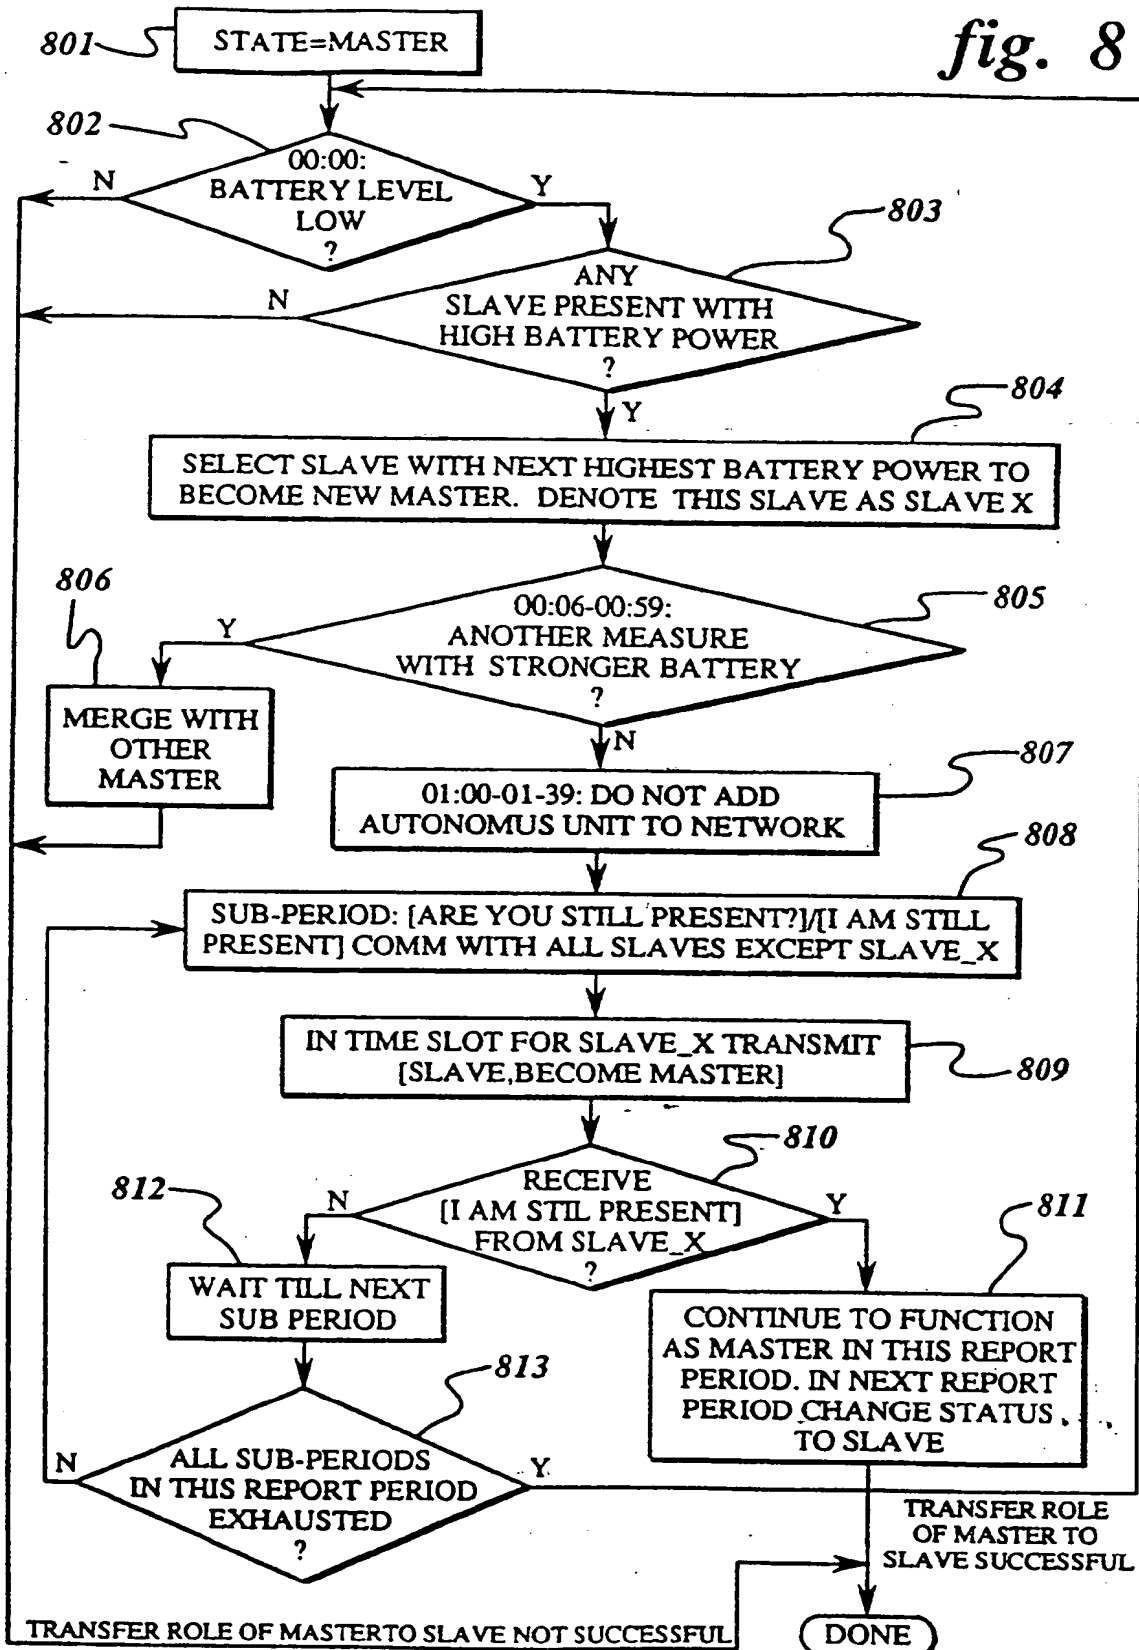 fig. 8
801
STATE=MASTER
802
00:00:
BATTERY LEVEL
LOW
?
N
Y
803
ANY
SLAVE PRESENT WITH
HIGH BATTERY POWER
?
N
Y
804
SELECT SLAVE WITH NEXT HIGHEST BATTERY POWER TO
BECOME NEW MASTER. DENOTE THIS SLAVE AS SLAVE X
805
00:06-00:59:
ANOTHER MEASURE
WITH STRONGER BATTERY
?
Y
N
806
MERGE WITH
OTHER
MASTER
807
01:00-01-39: DO NOT ADD
AUTONOMUS UNIT TO NETWORK
808
SUB-PERIOD: [ARE YOU STILL PRESENT?]/[I AM STILL
PRESENT] COMM WITH ALL SLAVES EXCEPT SLAVE_X
IN TIME SLOT FOR SLAVE_X TRANSMIT
[SLAVE,BECOME MASTER]
809
810
RECEIVE
[I AM STIL PRESENT]
FROM SLAVE_X
?
N
Y
812
WAIT TILL NEXT
SUB PERIOD
811
CONTINUE TO FUNCTION
AS MASTER IN THIS REPORT
PERIOD. IN NEXT REPORT
PERIOD CHANGE STATUS
TO SLAVE
813
ALL SUB-PERIODS
IN THIS REPORT PERIOD
EXHAUSTED
?
N
Y
TRANSFER ROLE
OF MASTER TO
SLAVE SUCCESSFUL
TRANSFER ROLE OF MASTERTO SLAVE NOT SUCCESSFUL
DONE